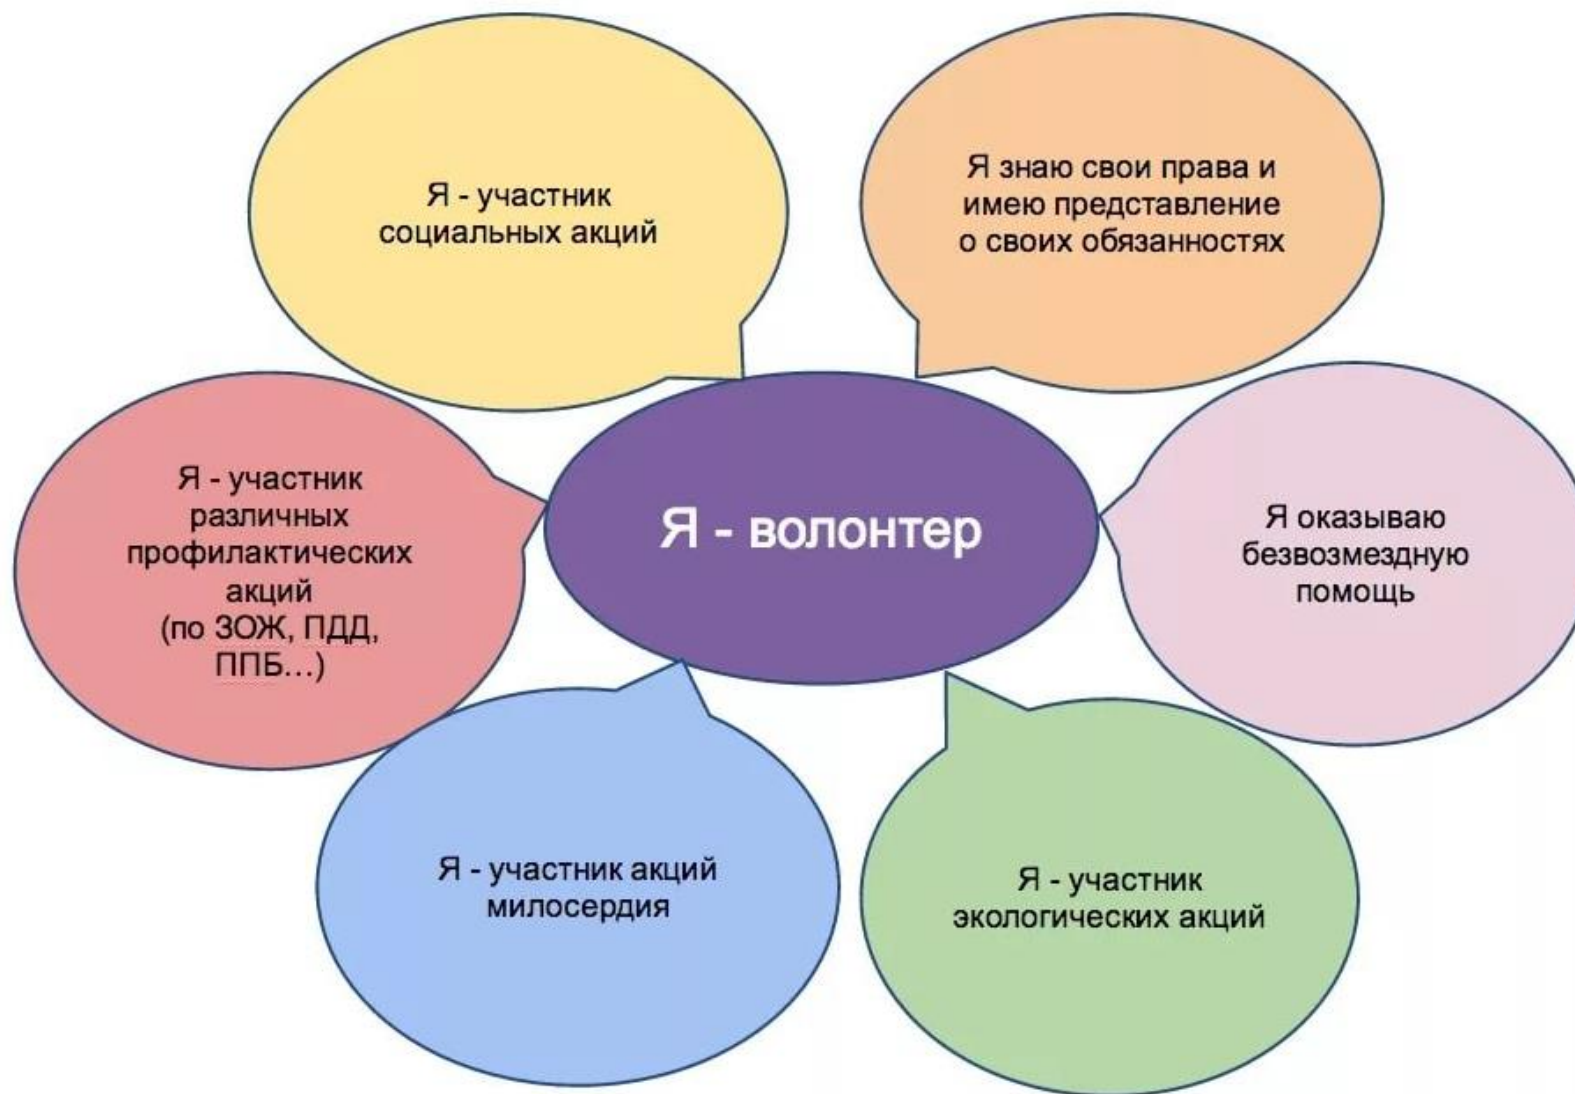 Я - участник
социальных акций
Я знаю свои права и
имею представление
о своих обязанностях
Я - участник
различных
профилактических
акций
(по ЗОЖ, ПДД,
ППБ…)
Я - волонтер
Я оказываю
безвозмездную
помощь
Я - участник акций
милосердия
Я - участник
экологических акций